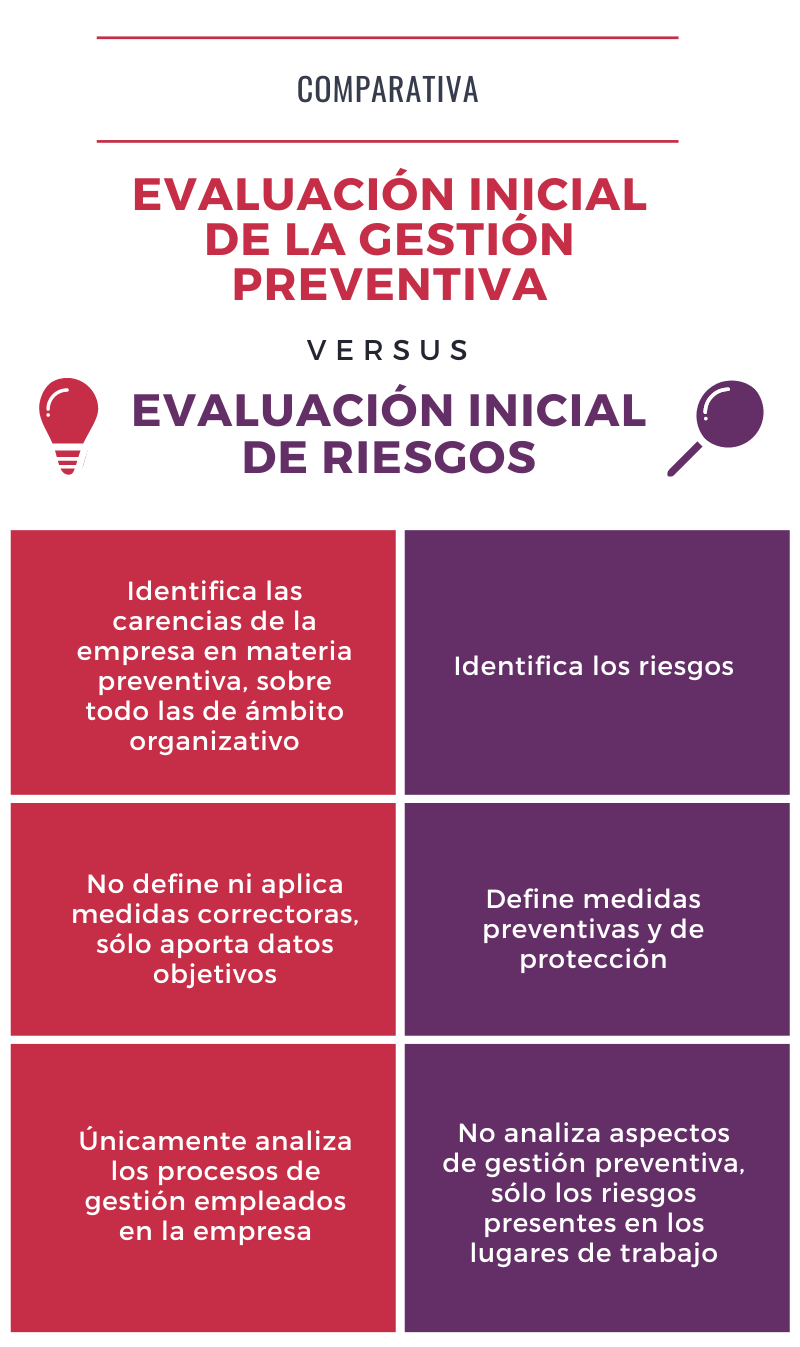 COMPARATIVA
EVALUACIÓN INICIAL
DE LA GESTIÓN
PREVENTIVA
VERSUS
EVALUACIÓN INICIAL
DE RIESGOS
Identifica las
carencias de la
empresa en materia
preventiva, sobre
todo las de ámbito
organizativo
Identifica los riesgos
No define ni aplica
medidas correctoras,
sólo aporta datos
objetivos
Define medidas
preventivas y de
protección
Únicamente analiza
los procesos de
gestión empleados
en la empresa
No analiza aspectos
de gestión preventiva,
sólo los riesgos
presentes en los
lugares de trabajo